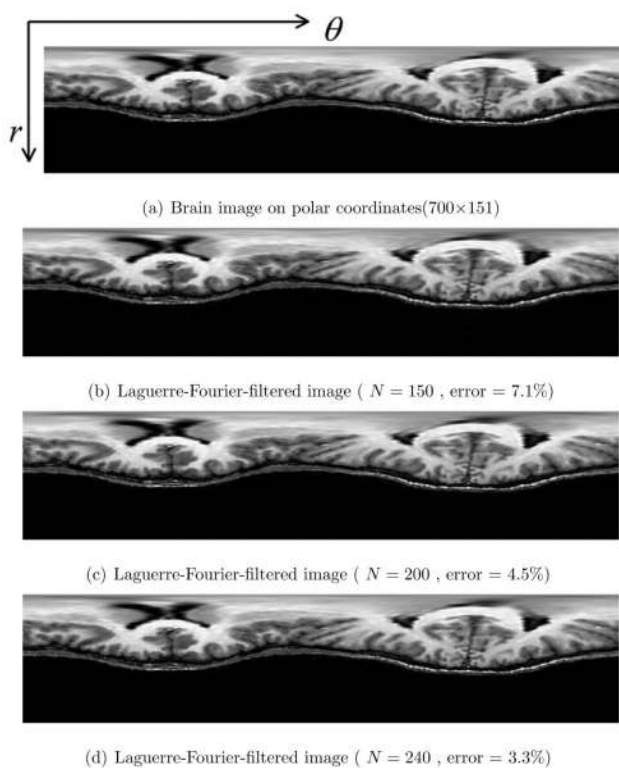 θ
r
(a) Brain image on polar coordinates(700×151)
(b) Laguerre-Fourier-filtered image ( N = 150 , error = 7.1%)
(c) Laguerre-Fourier-filtered image ( N = 200 , error = 4.5%)
(d) Laguerre-Fourier-filtered image ( N = 240 , error = 3.3%)